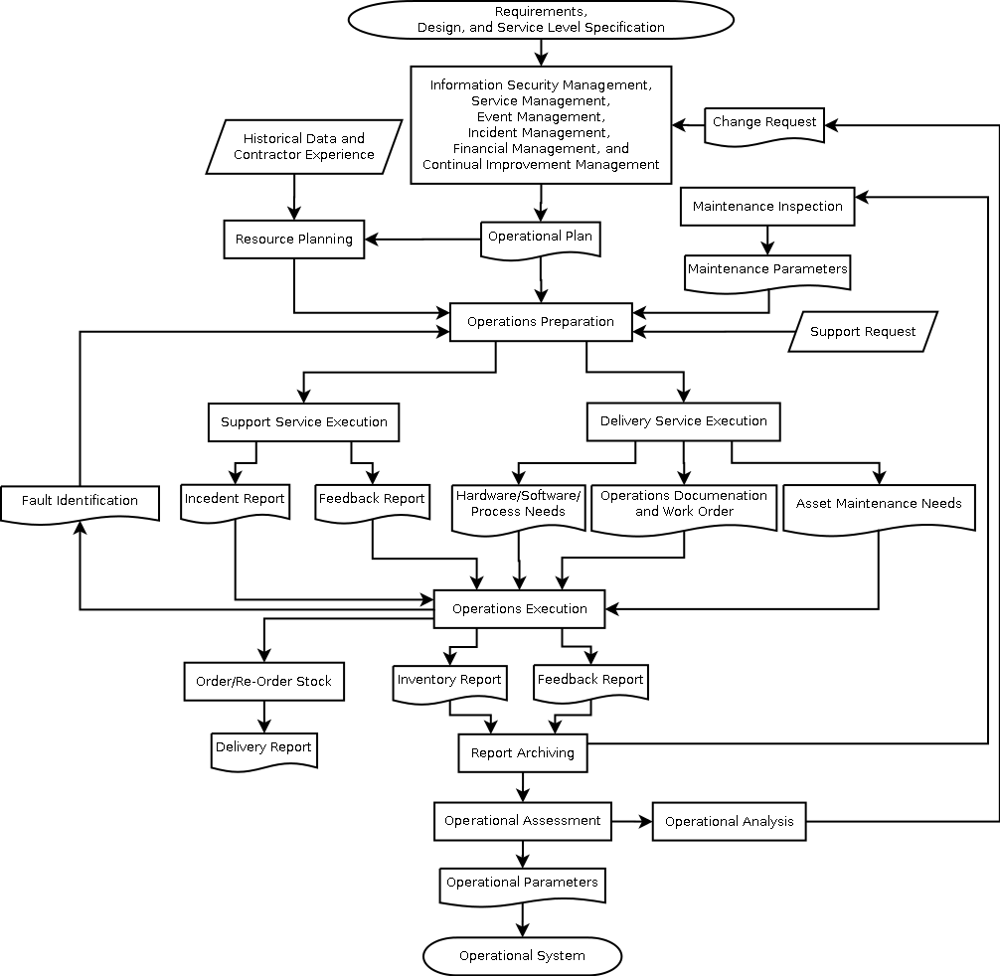 Requirements,
Design, and Service Level Specification
Information Security Management,
Service Management,
Event Management,
Incident Management,
Financial Management, and
Continual Improvement Management
Change Request
Historical Data and
Contractor Experience
Maintenance Inspection
Resource Planning
Operational Plan
Maintenance Parameters
Operations Preparation
Support Request
Support Service Execution
Delivery Service Execution
Fault Identification
Incedent Report
Feedback Report
Hardware/Software/
Process Needs
Operations Documenation
and Work Order
Asset Maintenance Needs
Operations Execution
Order/Re-Order Stock
Inventory Report
Feedback Report
Delivery Report
Report Archiving
Operational Assessment
Operational Analysis
Operational Parameters
Operational System